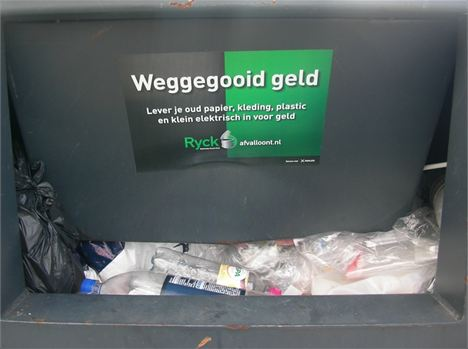 Weggegooid geld
Lever je oud papier, kleding, plastic
en klein elektrisch in voor geld
Ryck afvalloont.nl